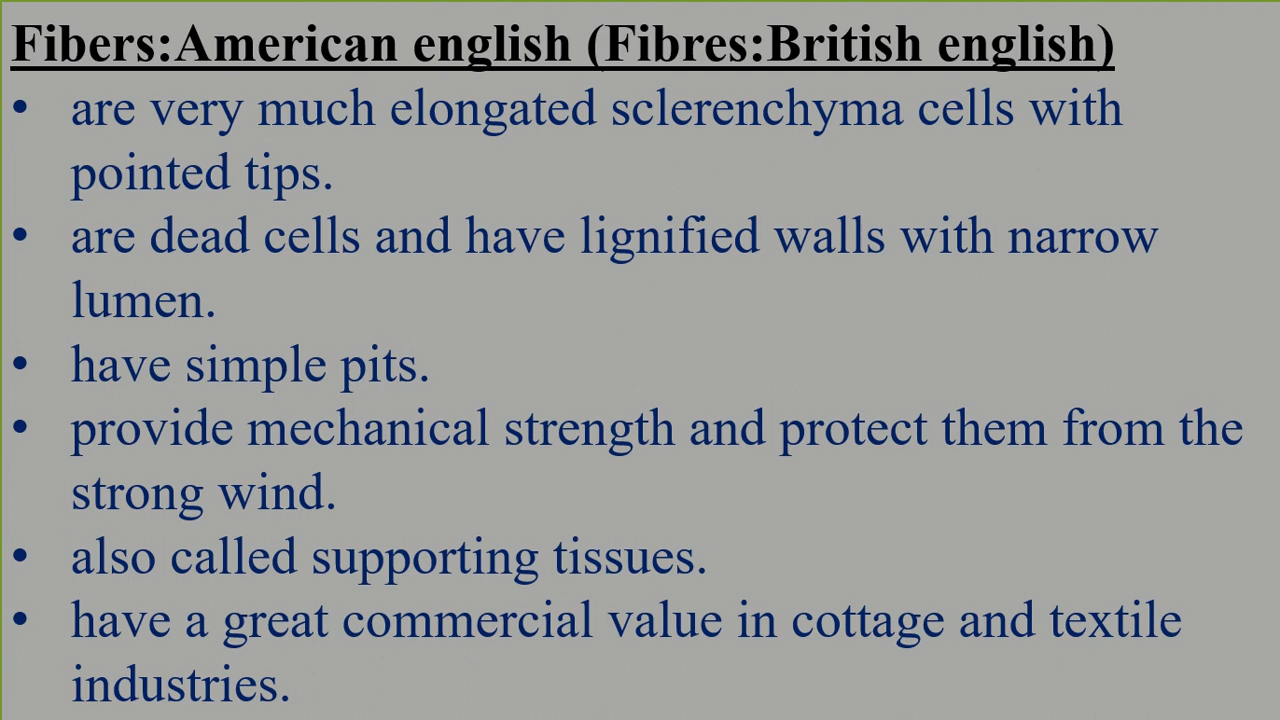 Fibers:American english (Fibres:British english)
• are very much elongated sclerenchyma cells with
pointed tips.
• are dead cells and have lignified walls with narrow
lumen.
• have simple pits.
• provide mechanical strength and protect them from the
strong wind.
• also called supporting tissues.
• have a great commercial value in cottage and textile
industries.